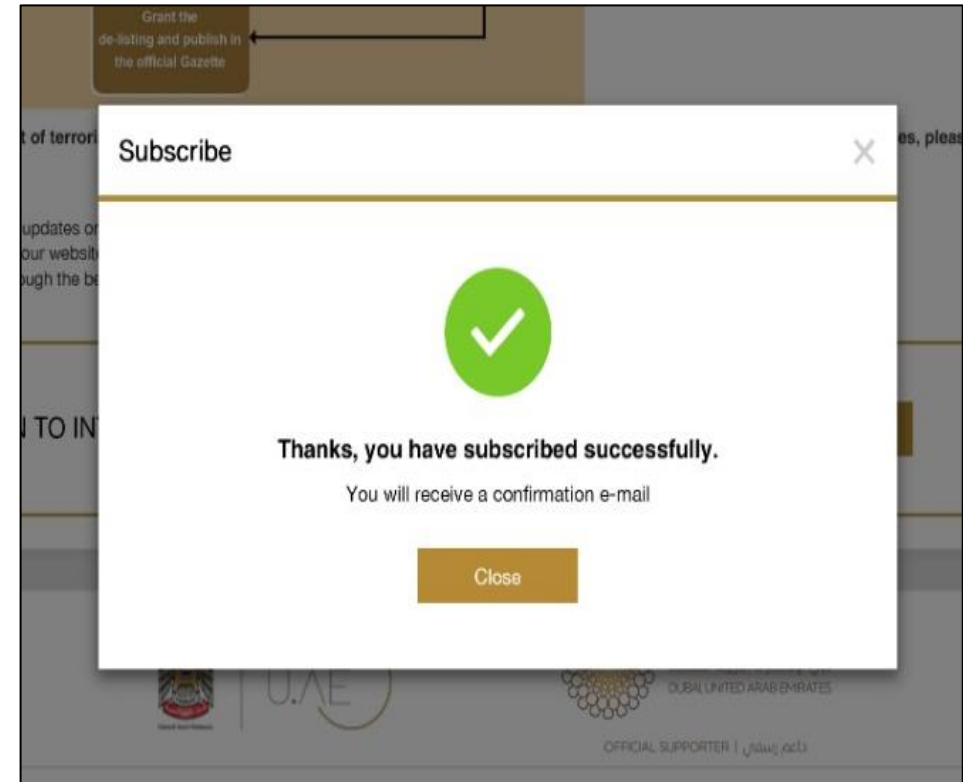 Grant the
de-listing and publish in
the official Gazette
t of terrori
es, pleas
Subscribe
updates or
our websit
ough the be
TO IN
Thanks, you have subscribed successfully.
You will receive a confirmation e-mail
Close
U.AE
DUBAI, UNITED ARAB EMIRATES
OFFICIAL SUPPORTER | داعم رسمي